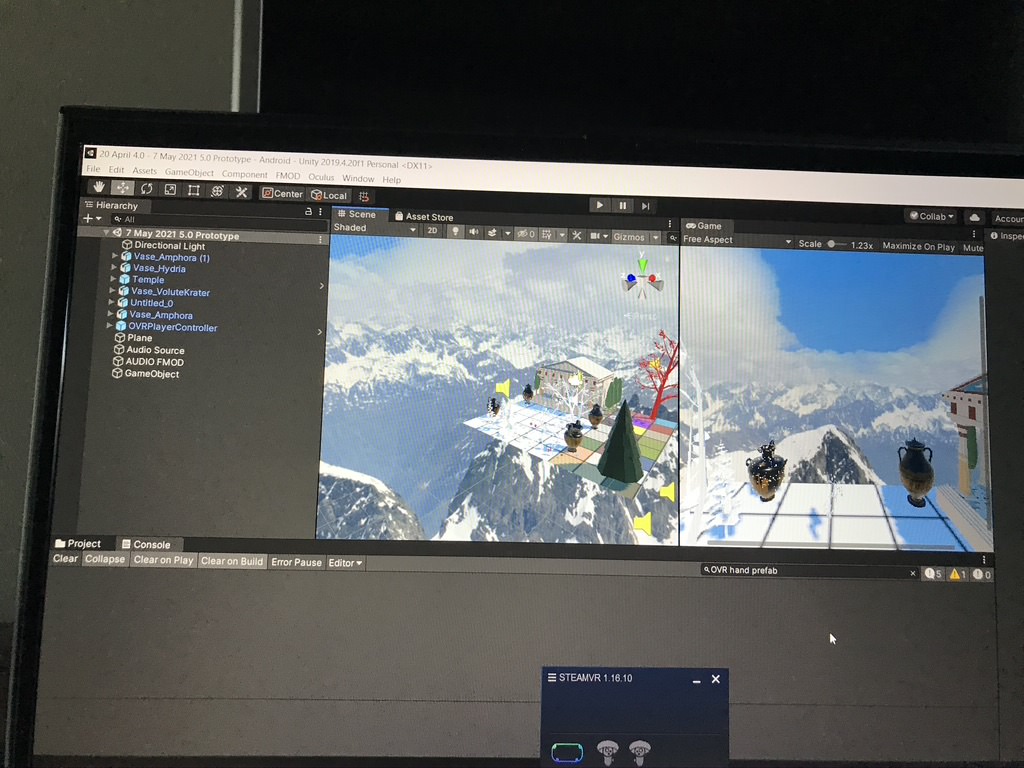 20 April 4.0 - 7 May 2021 5.0 Prototype - Android - Unity 2019.4.20f1 Personal <DX11>
File Edit Assets GameObject Component FMOD Oculus Window Help
Center Local
Collab Accoun
Hierarchy
All
7 May 2021 5.0 Prototype
Directional Light
Vase_Amphora (1)
Vase_Hydria
Temple
Vase_VoluteKrater
Untitled_0
Vase_Amphora
OVRPlayerController
Plane
Audio Source
AUDIO FMOD
GameObject
Scene Asset Store
Shaded 2D 0 Gizmos
y
Persp
Game
Free Aspect Scale 1.23x Maximize On Play Mute
Inspe
Project Console
Clear Collapse Clear on Play Clear on Build Error Pause Editor
OVR hand prefab
5 1 0
STEAMVR 1.16.10